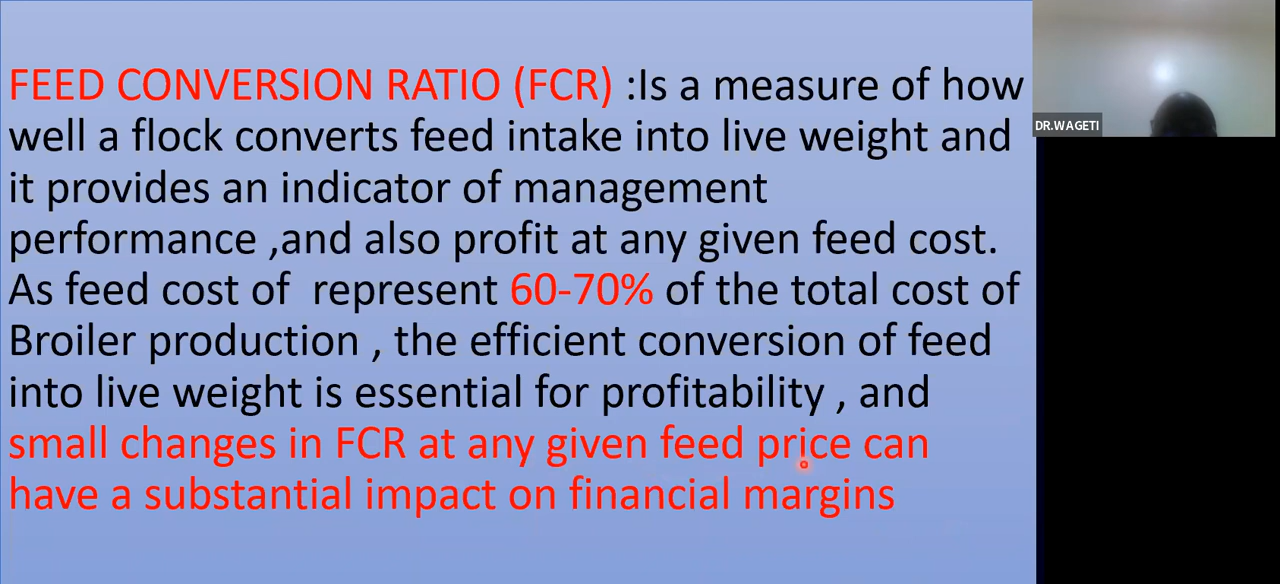 FEED CONVERSION RATIO (FCR) :Is a measure of how
well a flock converts feed intake into live weight and
it provides an indicator of management
performance ,and also profit at any given feed cost.
As feed cost of  represent 60-70% of the total cost of
Broiler production , the efficient conversion of feed
into live weight is essential for profitability , and
small changes in FCR at any given feed price can
have a substantial impact on financial margins
DR.WAGETI